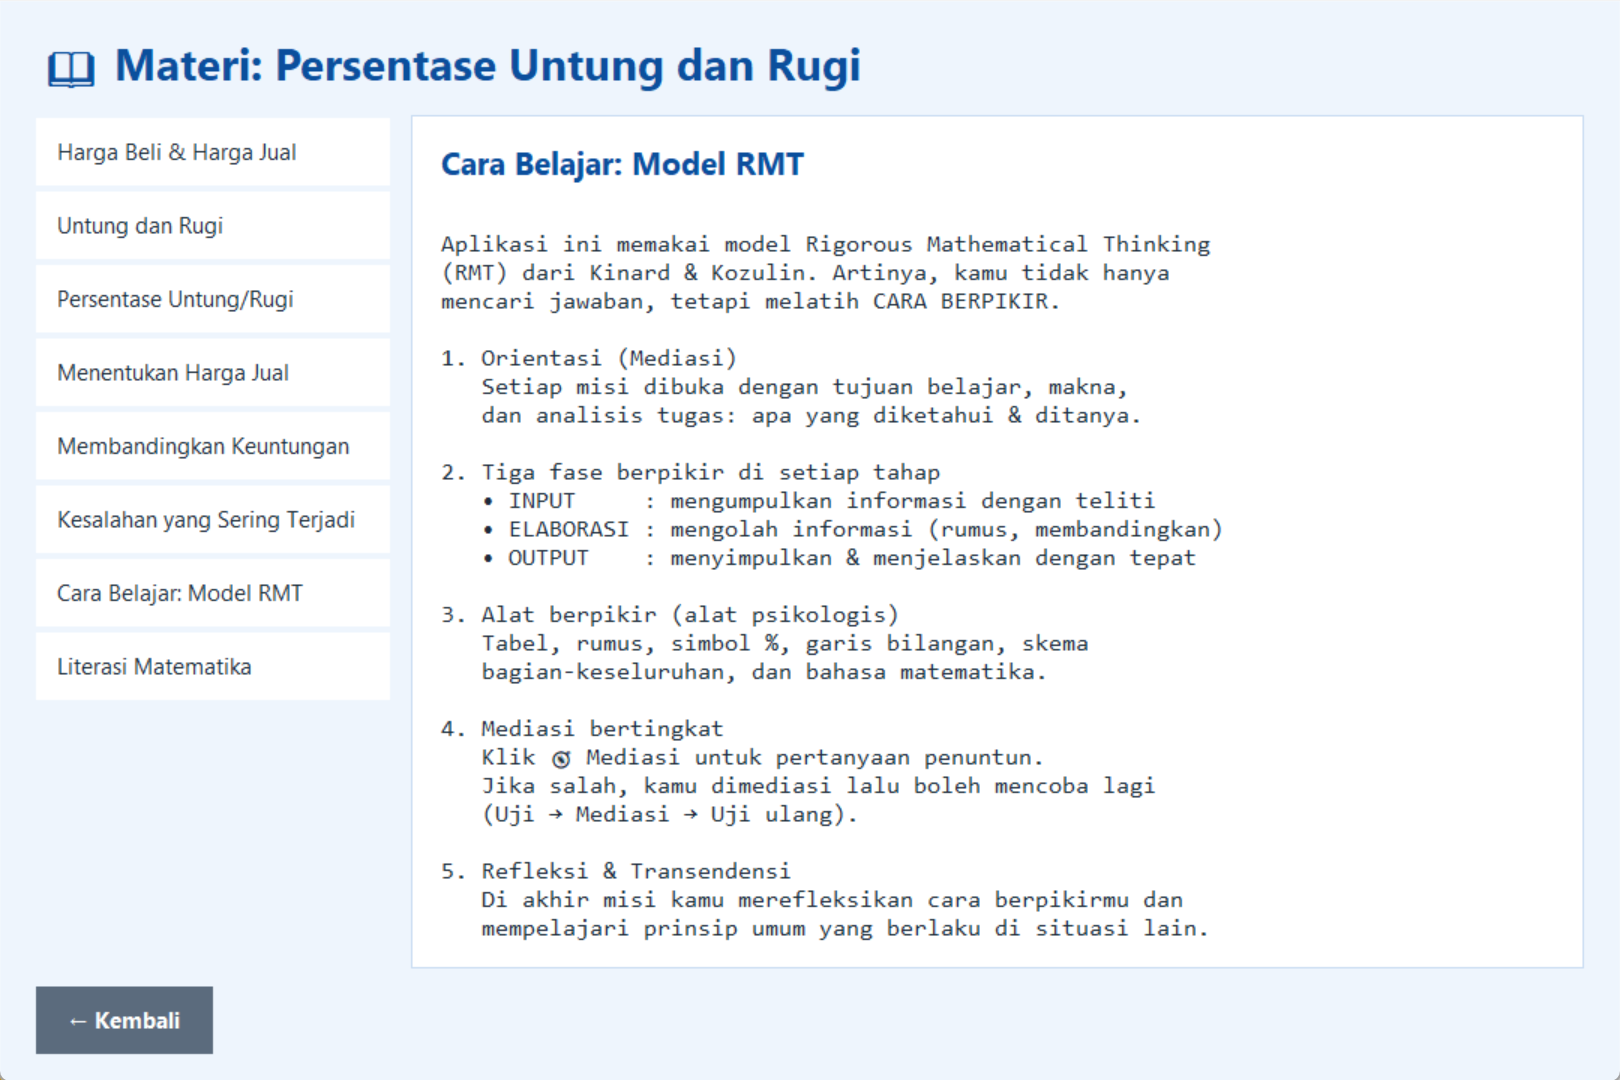 Materi: Persentase Untung dan Rugi
Harga Beli & Harga Jual
Untung dan Rugi
Persentase Untung/Rugi
Menentukan Harga Jual
Membandingkan Keuntungan
Kesalahan yang Sering Terjadi
Cara Belajar: Model RMT
Literasi Matematika
Cara Belajar: Model RMT
Aplikasi ini memakai model Rigorous Mathematical Thinking
(RMT) dari Kinard & Kozulin. Artinya, kamu tidak hanya
mencari jawaban, tetapi melatih CARA BERPIKIR.
1. Orientasi (Mediasi)
Setiap misi dibuka dengan tujuan belajar, makna,
dan analisis tugas: apa yang diketahui & ditanya.
2. Tiga fase berpikir di setiap tahap
• INPUT : mengumpulkan informasi dengan teliti
• ELABORASI : mengolah informasi (rumus, membandingkan)
• OUTPUT : menyimpulkan & menjelaskan dengan tepat
3. Alat berpikir (alat psikologis)
Tabel, rumus, simbol %, garis bilangan, skema
bagian-keseluruhan, dan bahasa matematika.
4. Mediasi bertingkat
Klik 🧭 Mediasi untuk pertanyaan penuntun.
Jika salah, kamu dimediasi lalu boleh mencoba lagi
(Uji → Mediasi → Uji ulang).
5. Refleksi & Transendensi
Di akhir misi kamu merefleksikan cara berpikirmu dan
mempelajari prinsip umum yang berlaku di situasi lain.
← Kembali